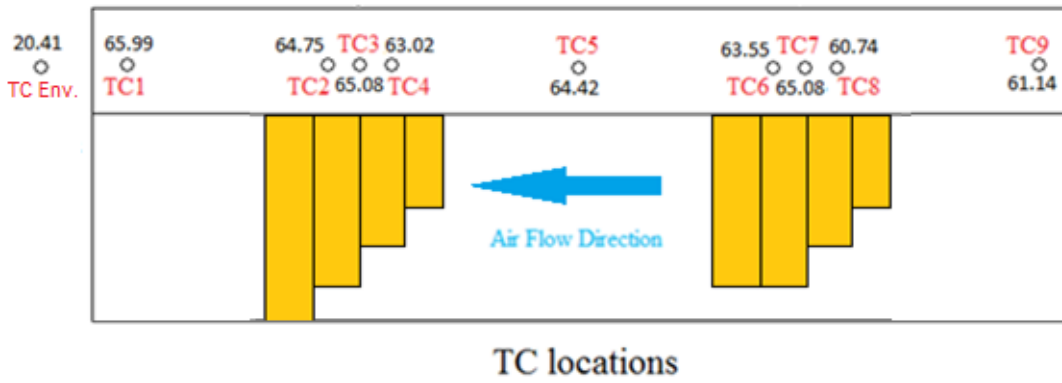 20.41
TC Env.
65.99
TC1
64.75 TC3 63.02
TC2 65.08 TC4
TC5
64.42
63.55 TC7 60.74
TC6 65.08 TC8
TC9
61.14
Air Flow Direction
TC locations